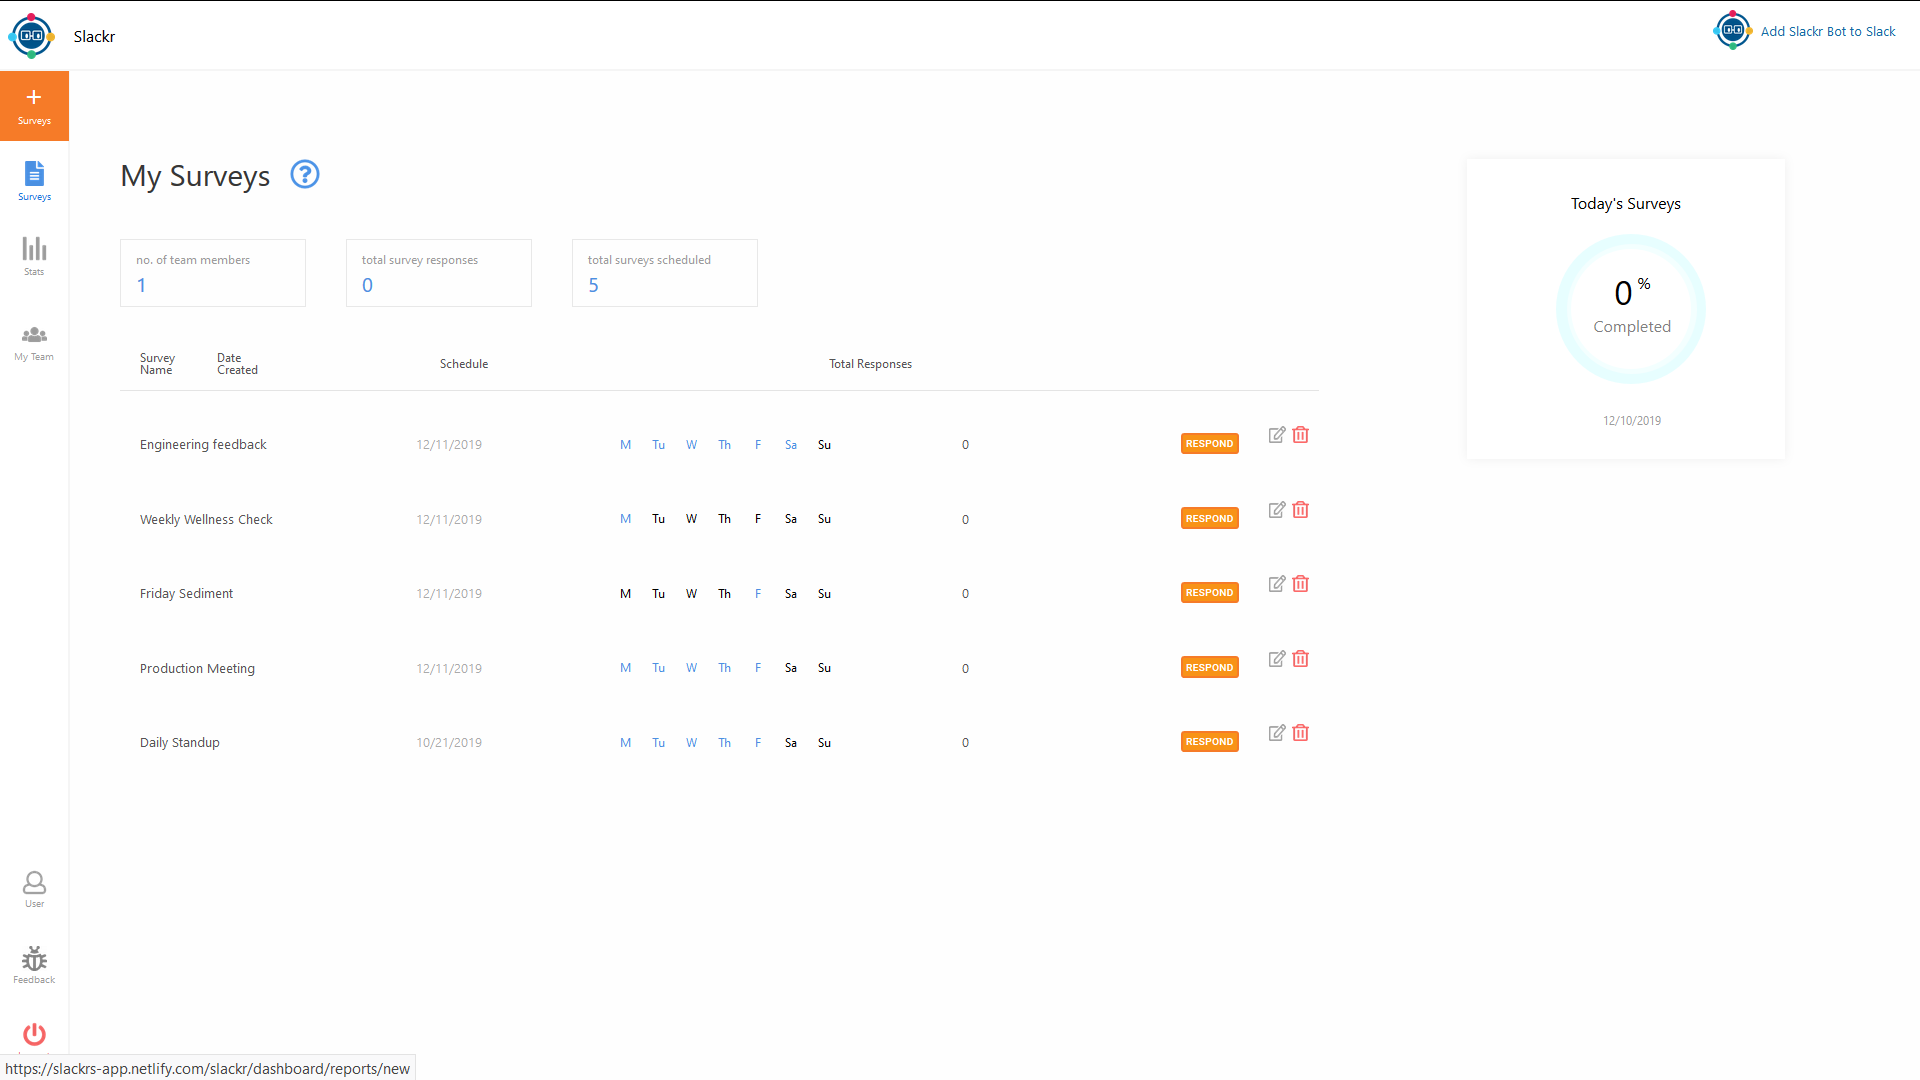 Slackr
Add Slackr Bot to Slack
Surveys
Surveys
Stats
My Team
My Surveys
no. of team members
1
total survey responses
0
total surveys scheduled
5
Survey Name
Date Created
Schedule
Total Responses
Engineering feedback 12/11/2019 M Tu W Th F Sa Su 0 RESPOND
Weekly Wellness Check 12/11/2019 M Tu W Th F Sa Su 0 RESPOND
Friday Sediment 12/11/2019 M Tu W Th F Sa Su 0 RESPOND
Production Meeting 12/11/2019 M Tu W Th F Sa Su 0 RESPOND
Daily Standup 10/21/2019 M Tu W Th F Sa Su 0 RESPOND
Today's Surveys
0 %
Completed
12/10/2019
User
Feedback
https://slackrs-app.netlify.com/slackr/dashboard/reports/new